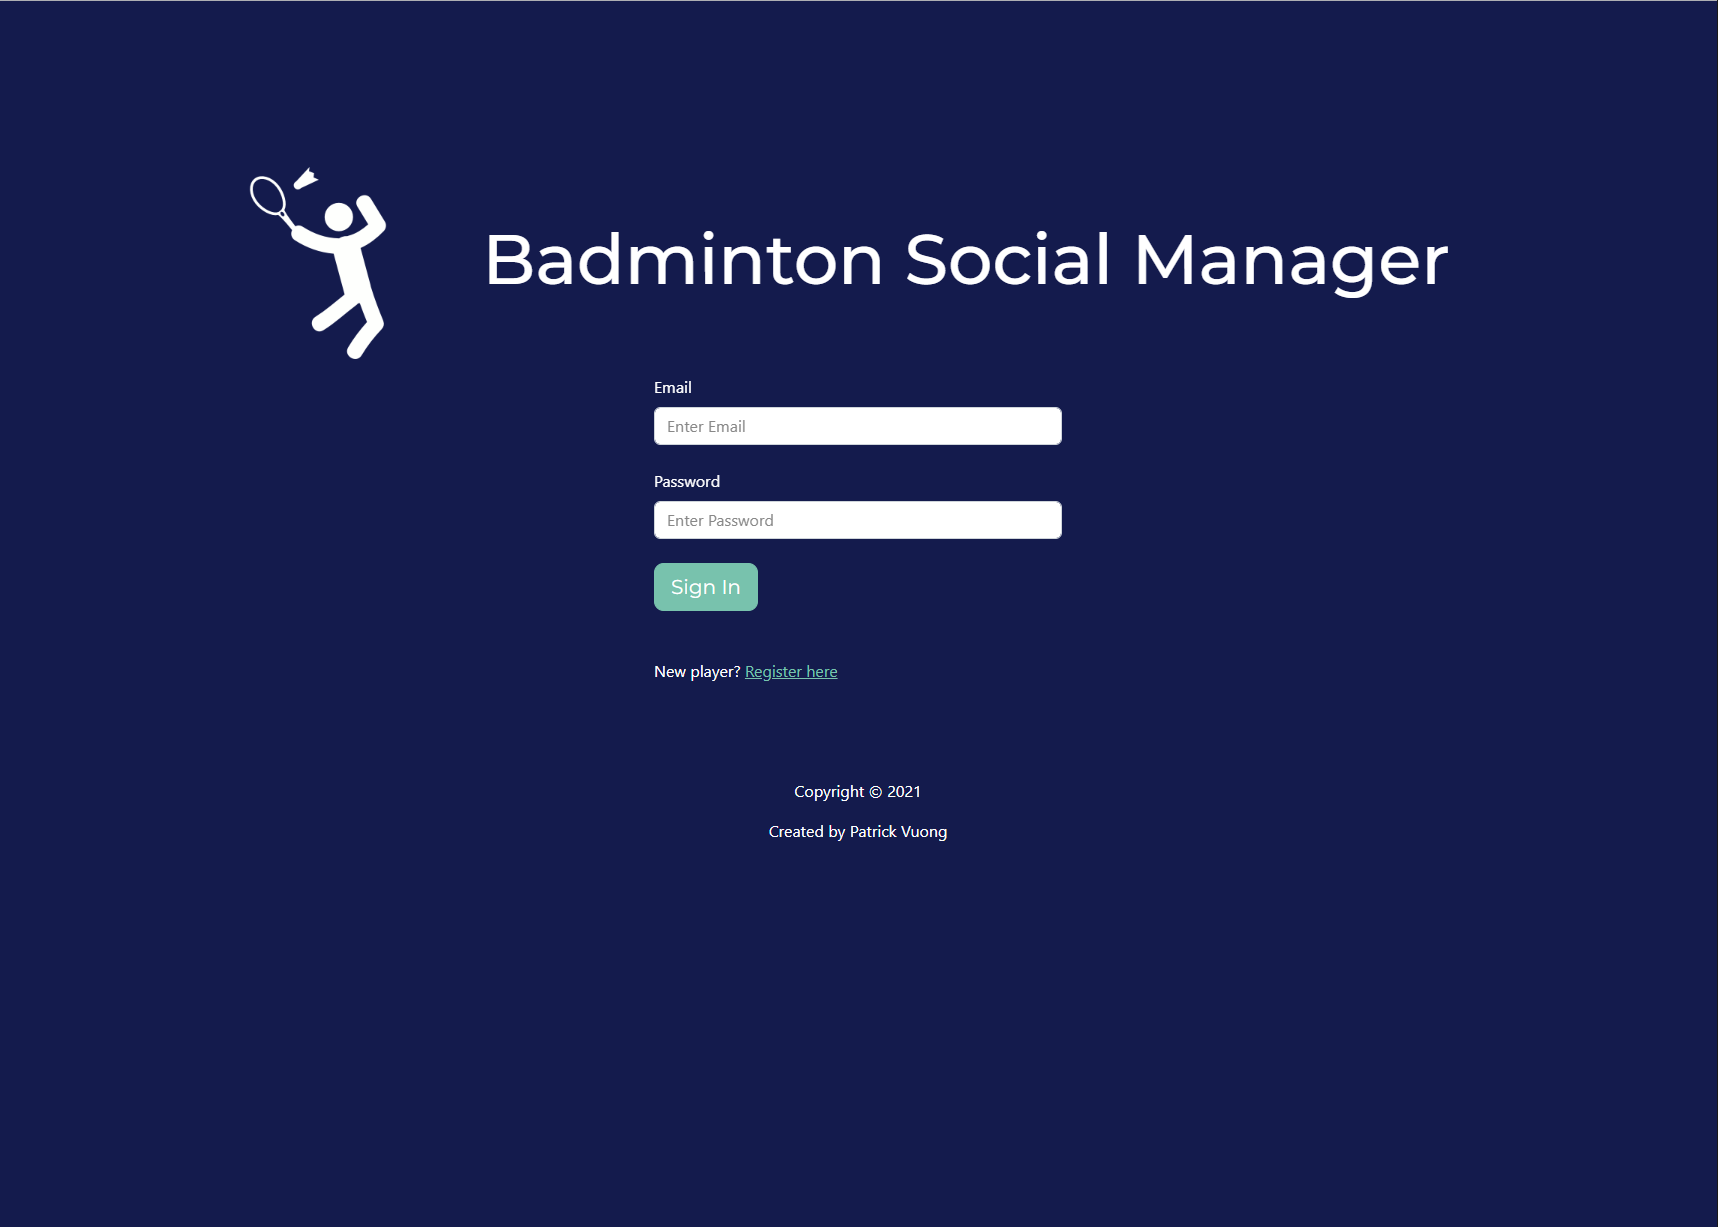 Badminton Social Manager
Email
Enter Email
Password
Enter Password
Sign In
New player? Register here
Copyright © 2021
Created by Patrick Vuong